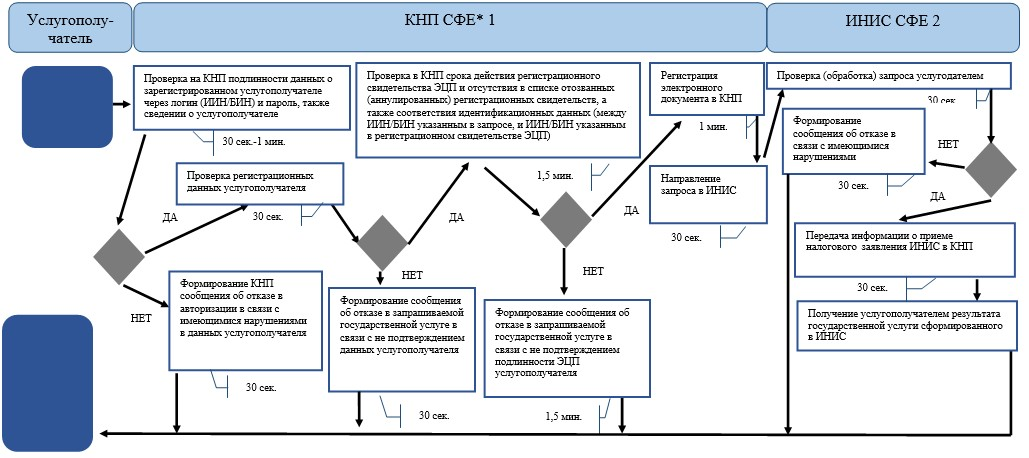 Услугополу-
чатель
КНП СФЕ* 1
ИНИС СФЕ 2
Проверка на КНП подлинности данных о
зарегистрированном услугополучателе
через логин (ИИН/БИН) и пароль, также
сведении о услугополучателе
30 сек.-1 мин.
Проверка регистрационных
данных услугополучателя
30 сек.
ДА
НЕТ
Формирование КНП
сообщения об отказе в
авторизации в связи с
имеющимися нарушениями
в данных услугополучателя
30 сек.
Проверка в КНП срока действия регистрационного
свидетельства ЭЦП и отсутствия в списке отозванных
(аннулированных) регистрационных свидетельств, а
также соответствия идентификационных данных (между
ИИН/БИН указанным в запросе, и ИИН/БИН указанным
в регистрационном свидетельстве ЭЦП)
1,5 мин.
ДА
НЕТ
Формирование сообщения
об отказе в запрашиваемой
государственной услуге в
связи с не подтверждением
данных услугополучателя
30 сек.
ДА
НЕТ
Формирование сообщения об
отказе в запрашиваемой
государственной услуге в
связи с не подтверждением
подлинности ЭЦП
услугополучателя
1,5 мин.
Регистрация
электронного
документа в КНП
1 мин.
Направление
запроса в ИНИС
30 сек.
Проверка (обработка) запроса услугодателем
30 сек.
Формирование
сообщения об отказе в
связи с имеющимися
нарушениями
30 сек.
НЕТ
ДА
Передача информации о приеме
налогового заявления ИНИС в КНП
30 сек.
Получение услугополучателем результата
государственной услуги сформированного
в ИНИС